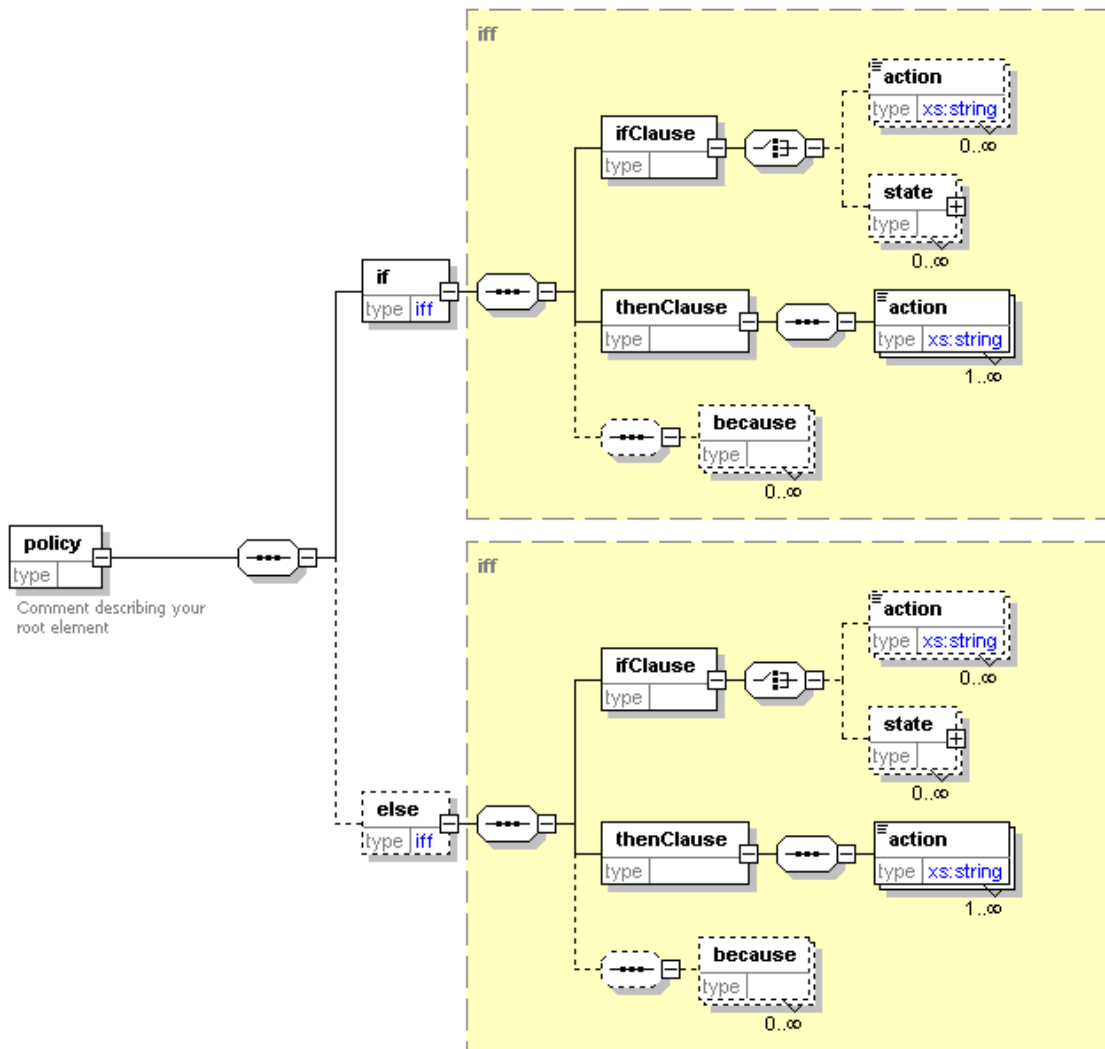 iff
action
type xs:string
0..∞
ifClause
type
state
type
0..∞
if
type iff
thenClause
type
action
type xs:string
1..∞
because
type
0..∞
policy
type
Comment describing your
root element
iff
action
type xs:string
0..∞
ifClause
type
state
type
0..∞
else
type iff
thenClause
type
action
type xs:string
1..∞
because
type
0..∞